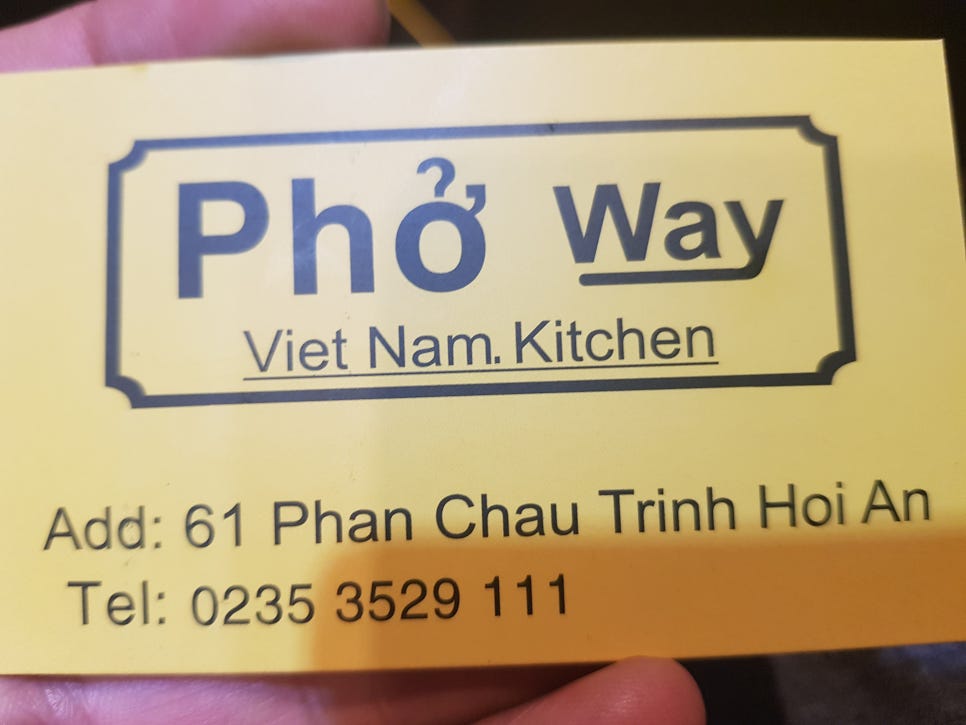 Phở Way
Viet Nam. Kitchen
Add: 61 Phan Chau Trinh Hoi An
Tel: 0235 3529 111